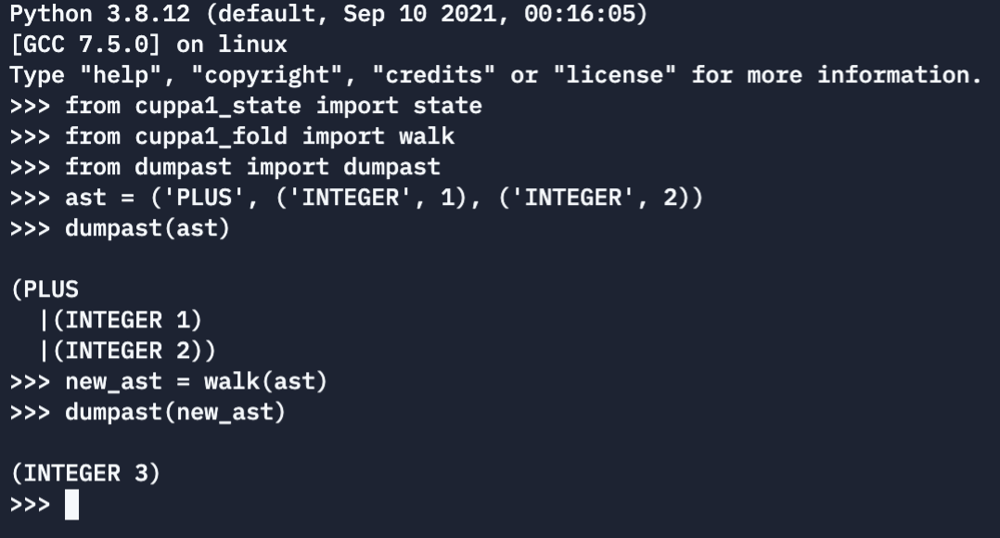 Python 3.8.12 (default, Sep 10 2021, 00:16:05)
[GCC 7.5.0] on linux
Type "help", "copyright", "credits" or "license" for more information.
>>> from cuppa1_state import state
>>> from cuppa1_fold import walk
>>> from dumpast import dumpast
>>> ast = ('PLUS', ('INTEGER', 1), ('INTEGER', 2))
>>> dumpast(ast)
(PLUS
  |(INTEGER 1)
  |(INTEGER 2))
>>> new_ast = walk(ast)
>>> dumpast(new_ast)
(INTEGER 3)
>>>